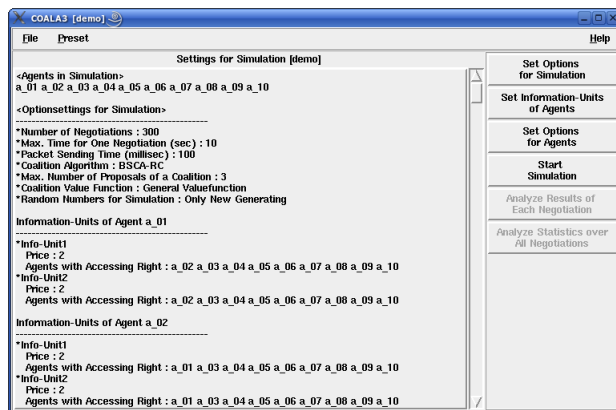 COALA3 [demo]
File Preset Help
Settings for Simulation [demo]
<Agents in Simulation>
a_01 a_02 a_03 a_04 a_05 a_06 a_07 a_08 a_09 a_10
<Optionsettings for Simulation>
*Number of Negotiations : 300
*Max. Time for One Negotiation (sec) : 10
*Packet Sending Time (millisec) : 100
*Coalition Algorithm : BSCA-RC
*Max. Number of Proposals of a Coalition : 3
*Coalition Value Function : General Valuefunction
*Random Numbers for Simulation : Only New Generating
Information-Units of Agent a_01
*Info-Unit1
Price : 2
Agents with Accessing Right : a_02 a_03 a_04 a_05 a_06 a_07 a_08 a_09 a_10
*Info-Unit2
Price : 2
Agents with Accessing Right : a_02 a_03 a_04 a_05 a_06 a_07 a_08 a_09 a_10
Information-Units of Agent a_02
*Info-Unit1
Price : 2
Agents with Accessing Right : a_01 a_03 a_04 a_05 a_06 a_07 a_08 a_09 a_10
*Info-Unit2
Price : 2
Agents with Accessing Right : a_01 a_03 a_04 a_05 a_06 a_07 a_08 a_09 a_10
Set Options
for Simulation
Set Information-Units
of Agents
Set Options
for Agents
Start
Simulation
Analyze Results of
Each Negotiation
Analyze Statistics over
All Negotiations